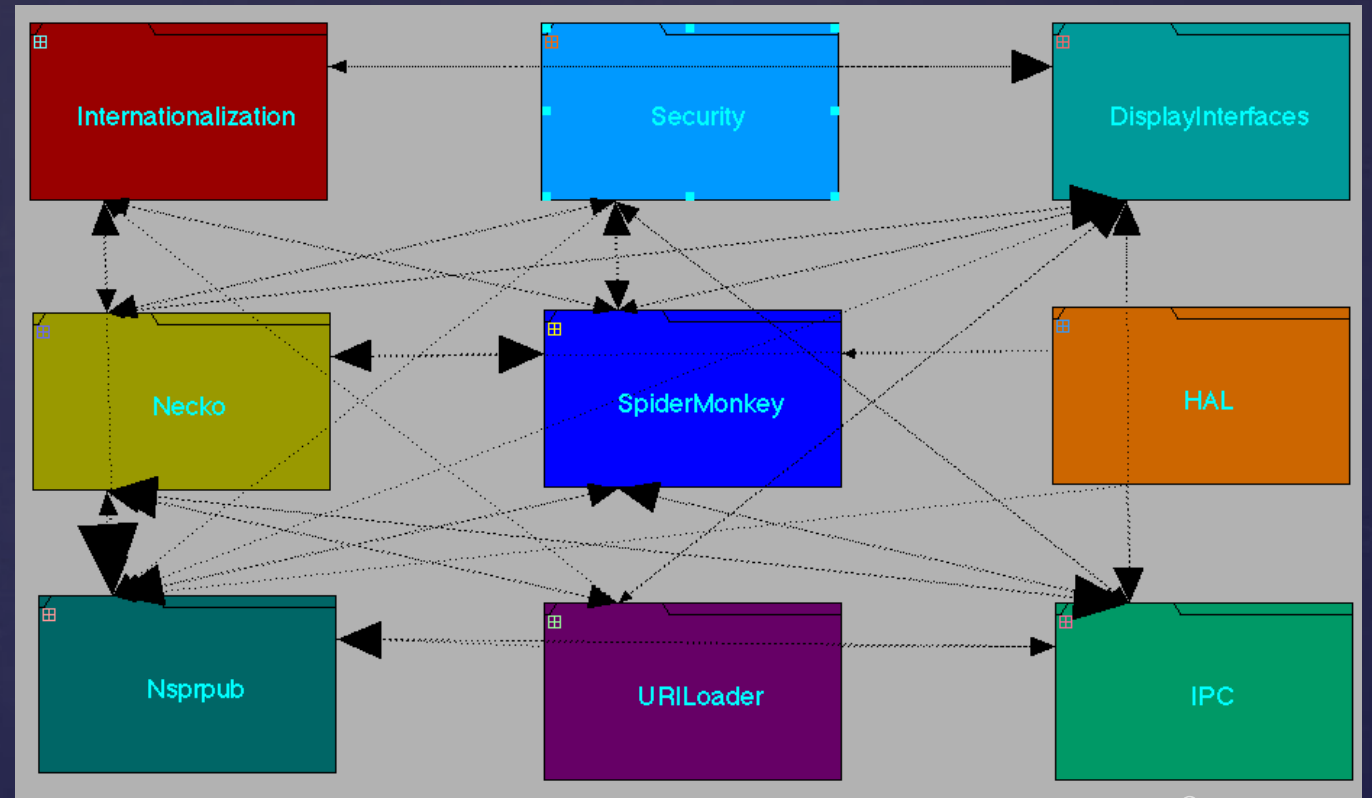 Internationalization
Security
DisplayInterfaces
Necko
SpiderMonkey
HAL
Nsprpub
URILoader
IPC